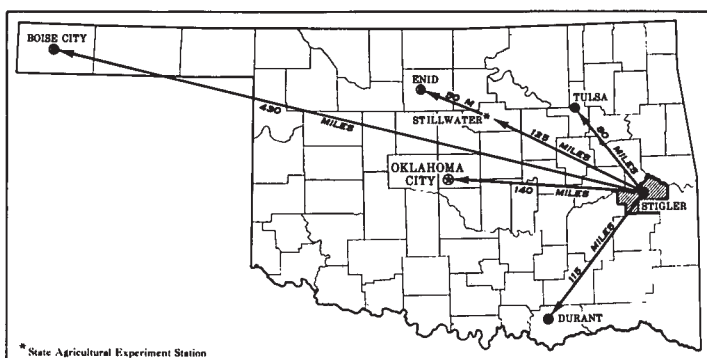 BOISE CITY
ENID
TULSA
430 MILES
50 M
STILLWATER*
125 MILES
80 MILES
OKLAHOMA CITY
140 MILES
STIGLER
115 MILES
DURANT
* State Agricultural Experiment Station